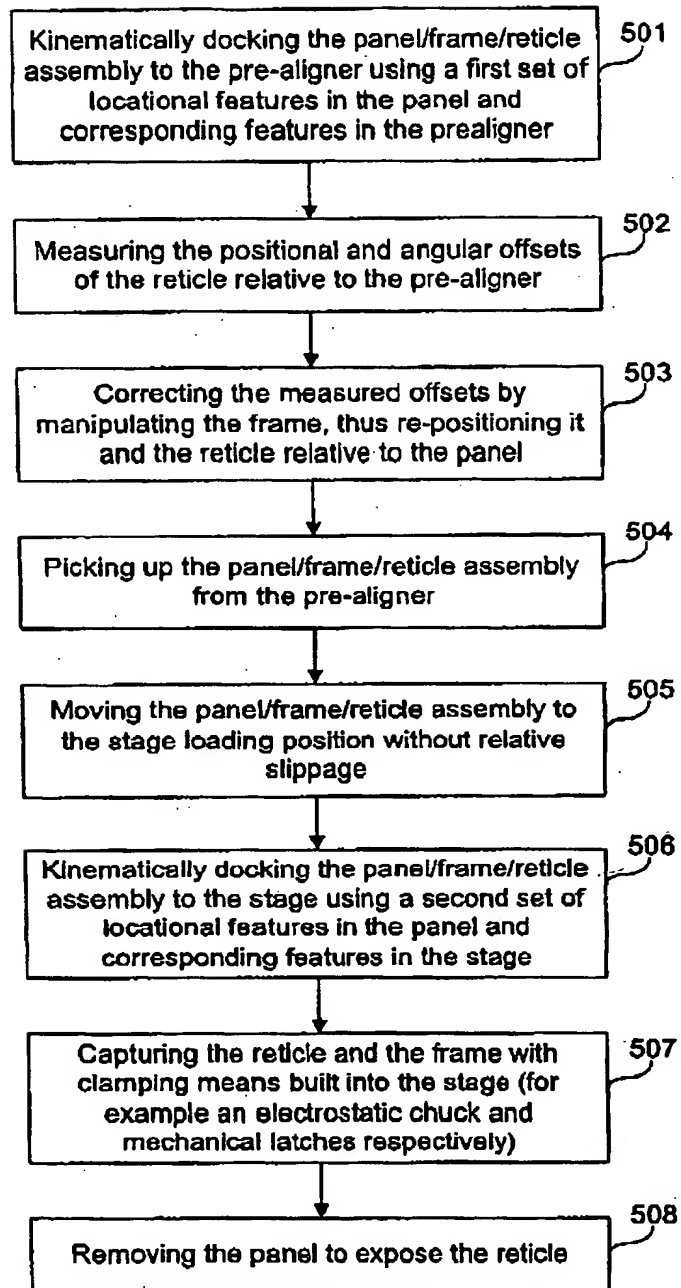 Kinematically docking the panel/frame/reticle
assembly to the pre-aligner using a first set of
locational features in the panel and
corresponding features in the prealigner
501
Measuring the positional and angular offsets
of the reticle relative to the pre-aligner
502
Correcting the measured offsets by
manipulating the frame, thus re-positioning it
and the reticle relative to the panel
503
Picking up the panel/frame/reticle assembly
from the pre-aligner
504
Moving the panel/frame/reticle assembly to
the stage loading position without relative
slippage
505
Kinematically docking the panel/frame/reticle
assembly to the stage using a second set of
locational features in the panel and
corresponding features in the stage
506
Capturing the reticle and the frame with
clamping means built into the stage (for
example an electrostatic chuck and
mechanical latches respectively)
507
Removing the panel to expose the reticle
508